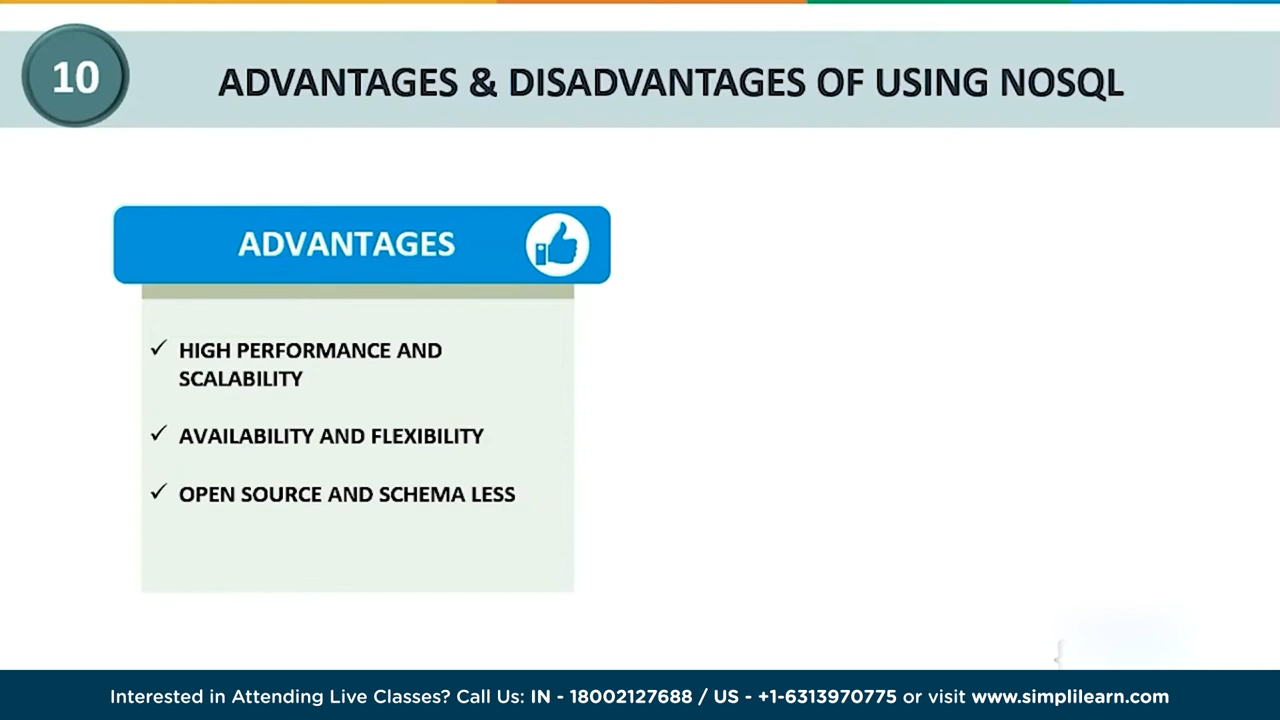 10
ADVANTAGES & DISADVANTAGES OF USING NOSQL
ADVANTAGES
✓ HIGH PERFORMANCE AND
SCALABILITY
✓ AVAILABILITY AND FLEXIBILITY
✓ OPEN SOURCE AND SCHEMA LESS
Interested in Attending Live Classes? Call Us: IN - 18002127688 / US - +1-6313970775 or visit www.simplilearn.com